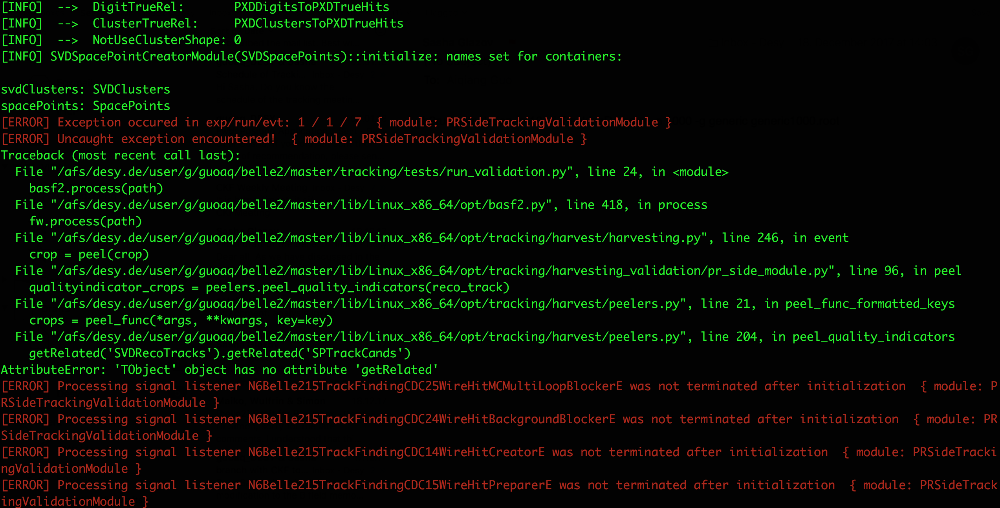 [INFO]  -->  DigitTrueRel:       PXDDigitsToPXDTrueHits
[INFO]  -->  ClusterTrueRel:     PXDClustersToPXDTrueHits
[INFO]  -->  NotUseClusterShape: 0
[INFO] SVDSpacePointCreatorModule(SVDSpacePoints)::initialize: names set for containers:

svdClusters: SVDClusters
spacePoints: SpacePoints
[ERROR] Exception occured in exp/run/evt: 1 / 1 / 7  { module: PRSideTrackingValidationModule }
[ERROR] Uncaught exception encountered!  { module: PRSideTrackingValidationModule }
Traceback (most recent call last):
  File "/afs/desy.de/user/g/guoaq/belle2/master/tracking/tests/run_validation.py", line 24, in <module>
    basf2.process(path)
  File "/afs/desy.de/user/g/guoaq/belle2/master/lib/Linux_x86_64/opt/basf2.py", line 418, in process
    fw.process(path)
  File "/afs/desy.de/user/g/guoaq/belle2/master/lib/Linux_x86_64/opt/tracking/harvest/harvesting.py", line 246, in event
    crop = peel(crop)
  File "/afs/desy.de/user/g/guoaq/belle2/master/lib/Linux_x86_64/opt/tracking/harvesting_validation/pr_side_module.py", line 96, in peel
    qualityindicator_crops = peelers.peel_quality_indicators(reco_track)
  File "/afs/desy.de/user/g/guoaq/belle2/master/lib/Linux_x86_64/opt/tracking/harvest/peelers.py", line 21, in peel_func_formatted_keys
    crops = peel_func(*args, **kwargs, key=key)
  File "/afs/desy.de/user/g/guoaq/belle2/master/lib/Linux_x86_64/opt/tracking/harvest/peelers.py", line 204, in peel_quality_indicators
    getRelated('SVDRecoTracks').getRelated('SPTrackCands')
AttributeError: 'TObject' object has no attribute 'getRelated'
[ERROR] Processing signal listener N6Belle215TrackFindingCDC25WireHitMCMultiLoopBlockerE was not terminated after initialization  { module: P
RSideTrackingValidationModule }
[ERROR] Processing signal listener N6Belle215TrackFindingCDC24WireHitBackgroundBlockerE was not terminated after initialization  { module: PR
SideTrackingValidationModule }
[ERROR] Processing signal listener N6Belle215TrackFindingCDC14WireHitCreatorE was not terminated after initialization  { module: PRSideTracki
ngValidationModule }
[ERROR] Processing signal listener N6Belle215TrackFindingCDC15WireHitPreparerE was not terminated after initialization  { module: PRSideTrack
ingValidationModule }